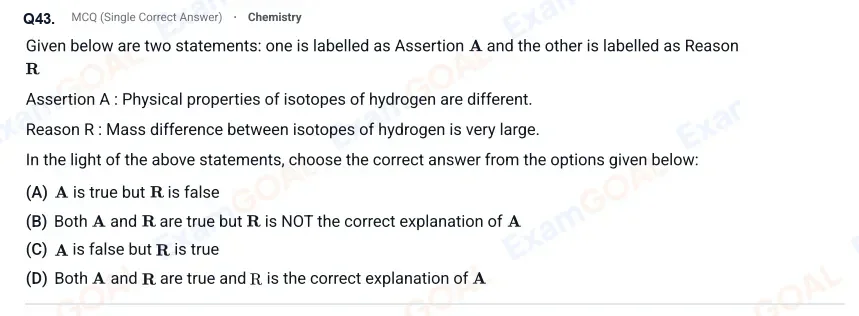 Q43. MCQ (Single Correct Answer) · Chemistry
Given below are two statements: one is labelled as Assertion A and the other is labelled as Reason
R
Assertion A : Physical properties of isotopes of hydrogen are different.
Reason R : Mass difference between isotopes of hydrogen is very large.
In the light of the above statements, choose the correct answer from the options given below:
(A) A is true but R is false
(B) Both A and R are true but R is NOT the correct explanation of A
(C) A is false but R is true
(D) Both A and R are true and R is the correct explanation of A
ExamGOAL